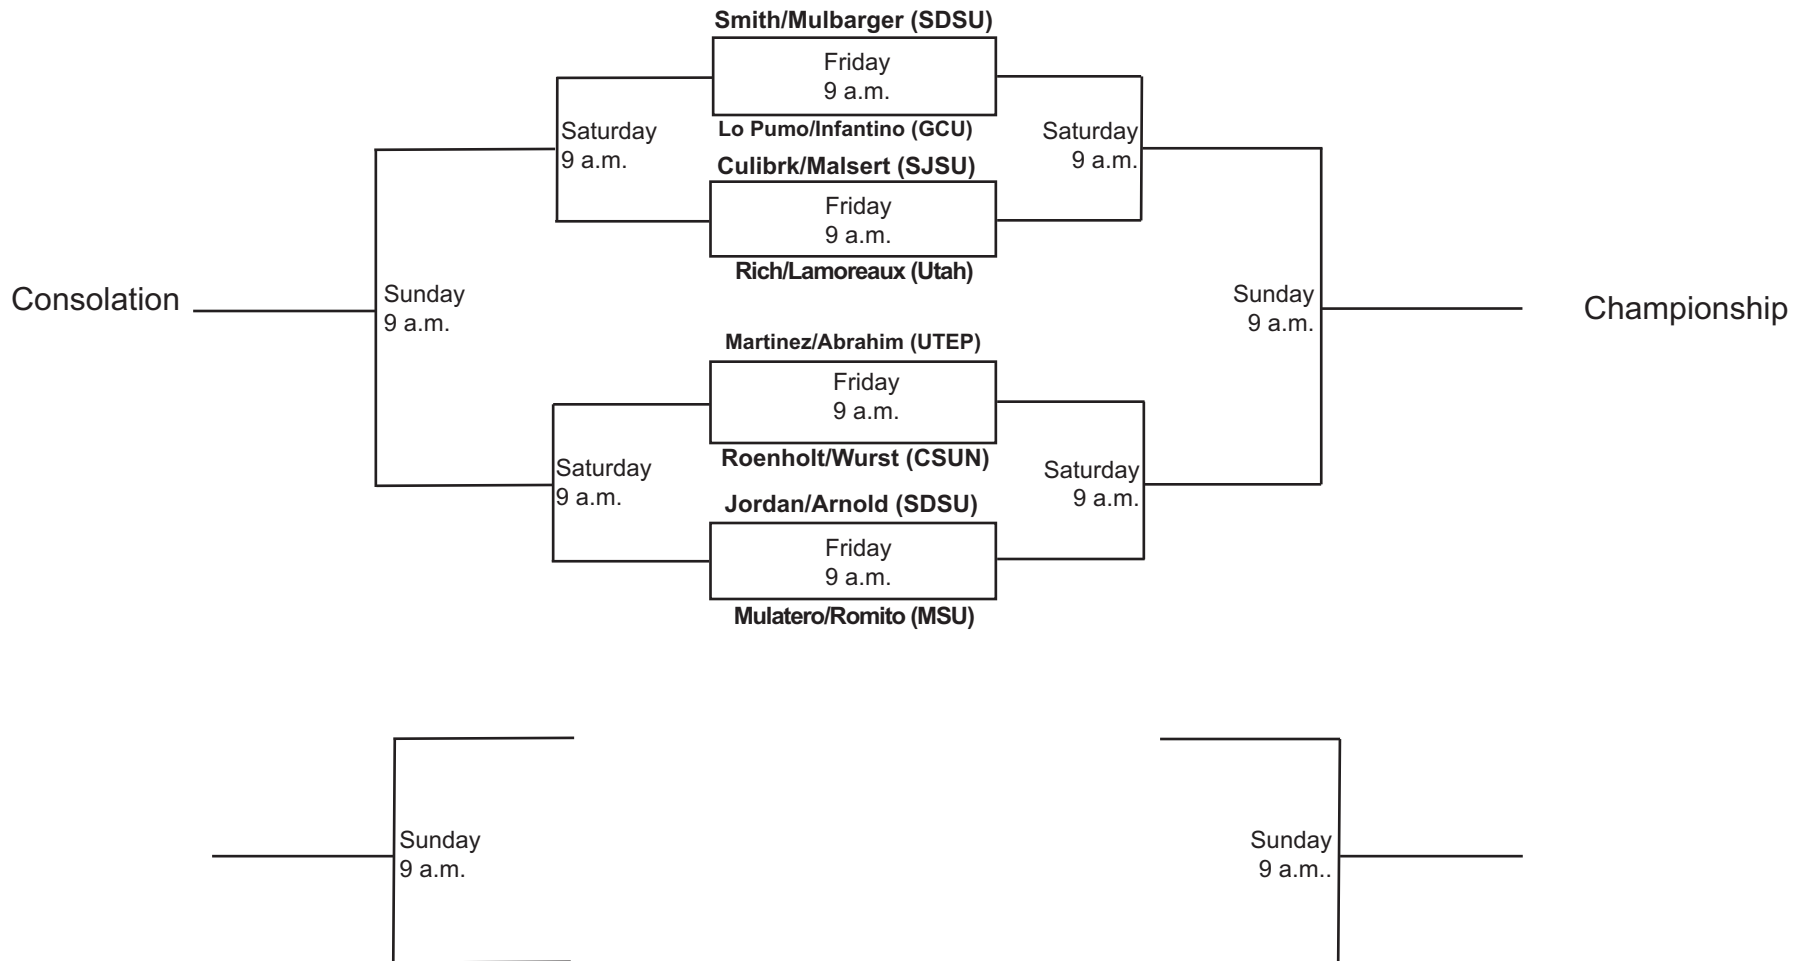 Smith/Mulbarger (SDSU)
Friday
9 a.m.
Lo Pumo/Infantino (GCU)
Saturday
9 a.m.
Saturday
9 a.m.
Culibrk/Malsert (SJSU)
Friday
9 a.m.
Rich/Lamoreaux (Utah)
Consolation
Sunday
9 a.m.
Sunday
9 a.m.
Championship
Martinez/Abrahim (UTEP)
Friday
9 a.m.
Roenholt/Wurst (CSUN)
Saturday
9 a.m.
Saturday
9 a.m.
Jordan/Arnold (SDSU)
Friday
9 a.m.
Mulatero/Romito (MSU)
Sunday
9 a.m.
Sunday
9 a.m..